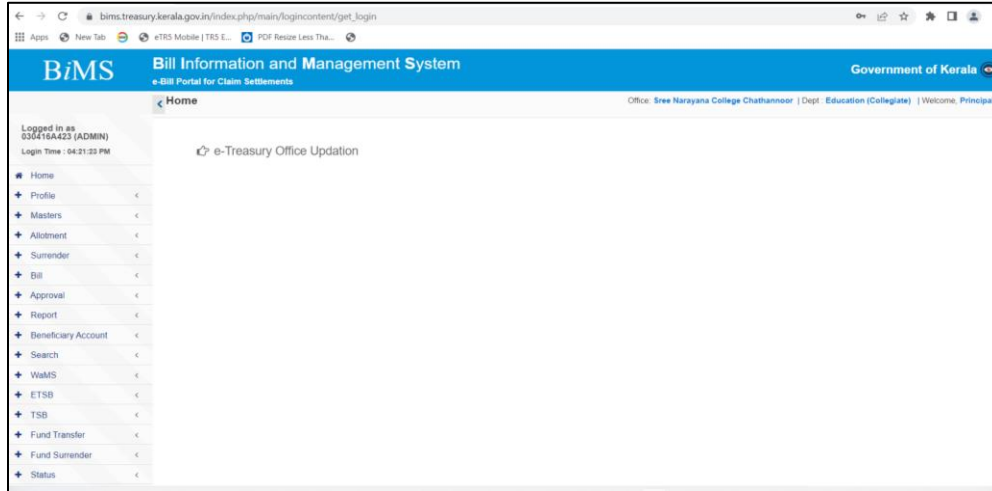 bims.treasury.kerala.gov.in/index.php/main/logincontent/get_login
Apps New Tab eTR5 Mobile | TR5 E... PDF Resize Less Tha...
BiMS
Bill Information and Management System
e-Bill Portal for Claim Settlements
Government of Kerala
Home
Office: Sree Narayana College Chathannoor | Dept : Education (Collegiate) | Welcome, Principa
Logged in as
030416A423 (ADMIN)
Login Time : 04:21:23 PM
e-Treasury Office Updation
Home
Profile
Masters
Allotment
Surrender
Bill
Approval
Report
Beneficiary Account
Search
WaMS
ETSB
TSB
Fund Transfer
Fund Surrender
Status